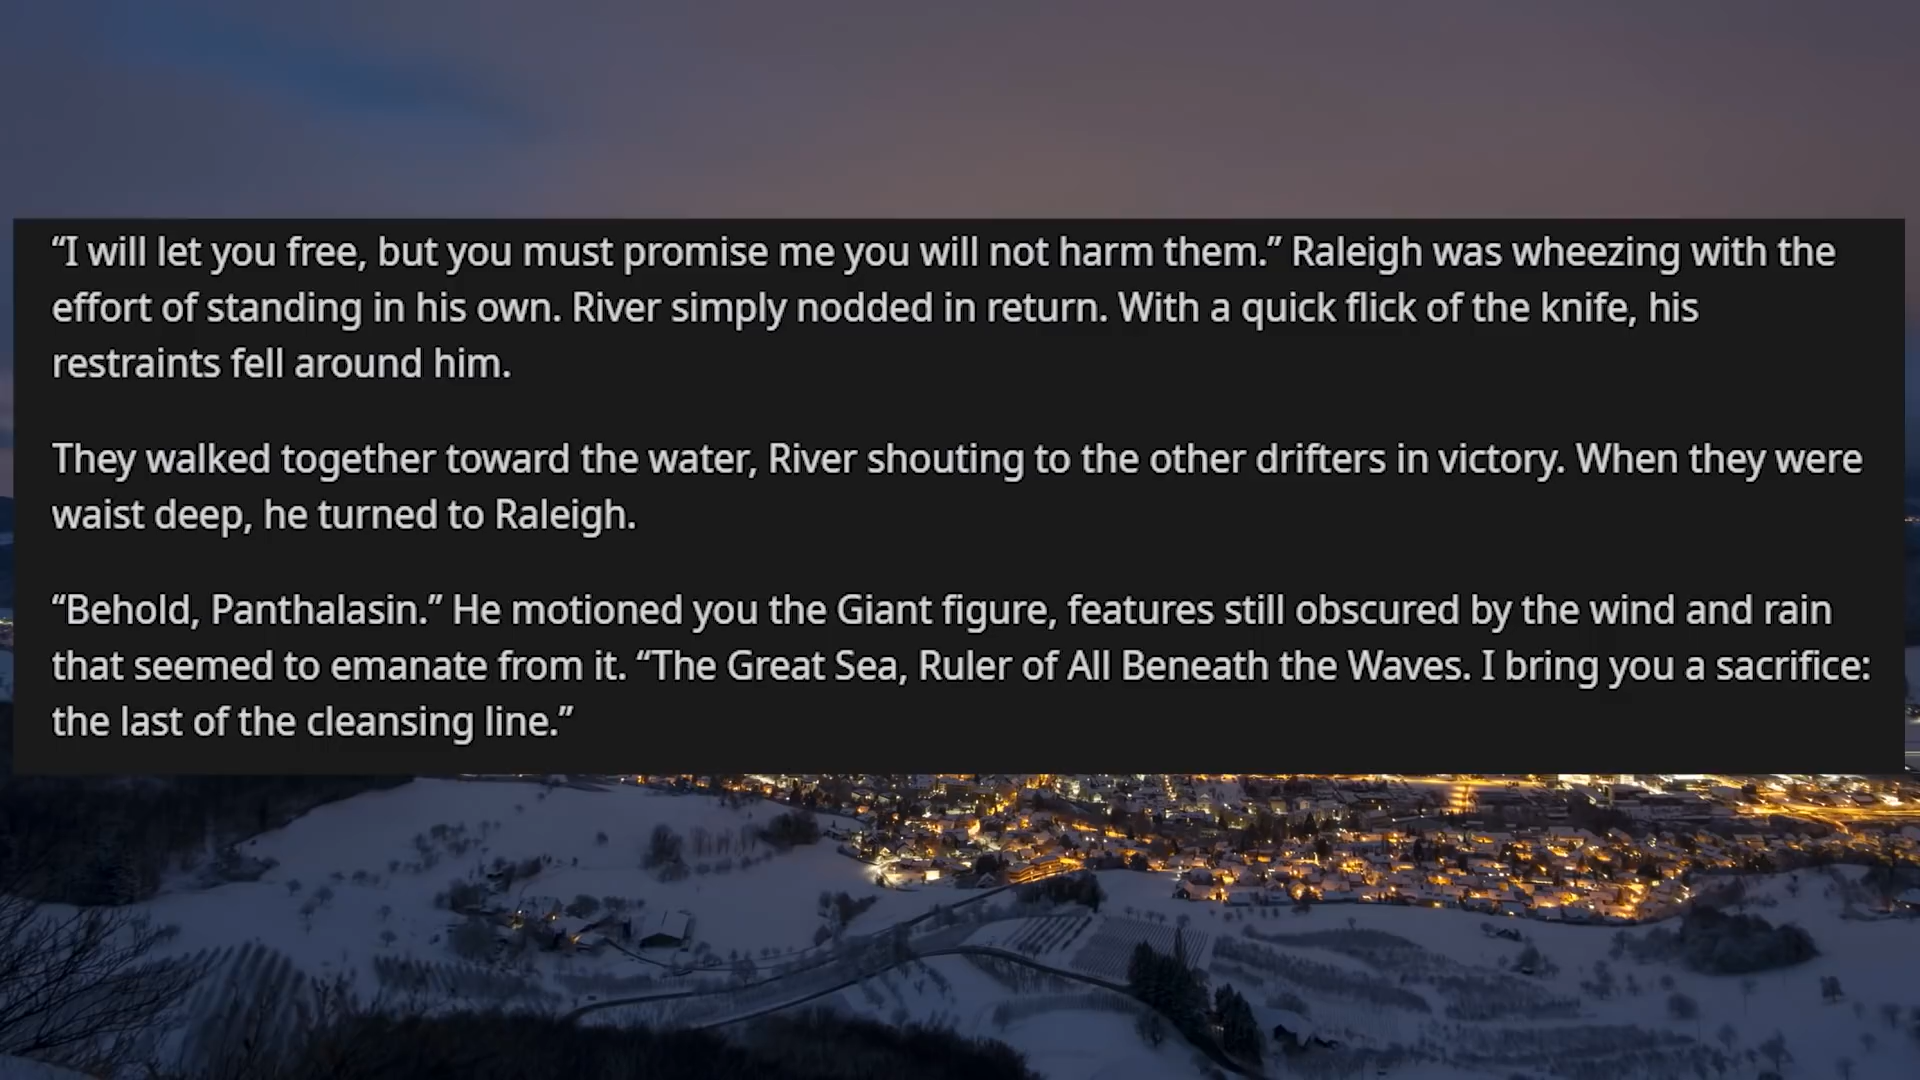 “I will let you free, but you must promise me you will not harm them.” Raleigh was wheezing with the
effort of standing in his own. River simply nodded in return. With a quick flick of the knife, his
restraints fell around him.
They walked together toward the water, River shouting to the other drifters in victory. When they were
waist deep, he turned to Raleigh.
“Behold, Panthalasin.” He motioned you the Giant figure, features still obscured by the wind and rain
that seemed to emanate from it. “The Great Sea, Ruler of All Beneath the Waves. I bring you a sacrifice:
the last of the cleansing line.”